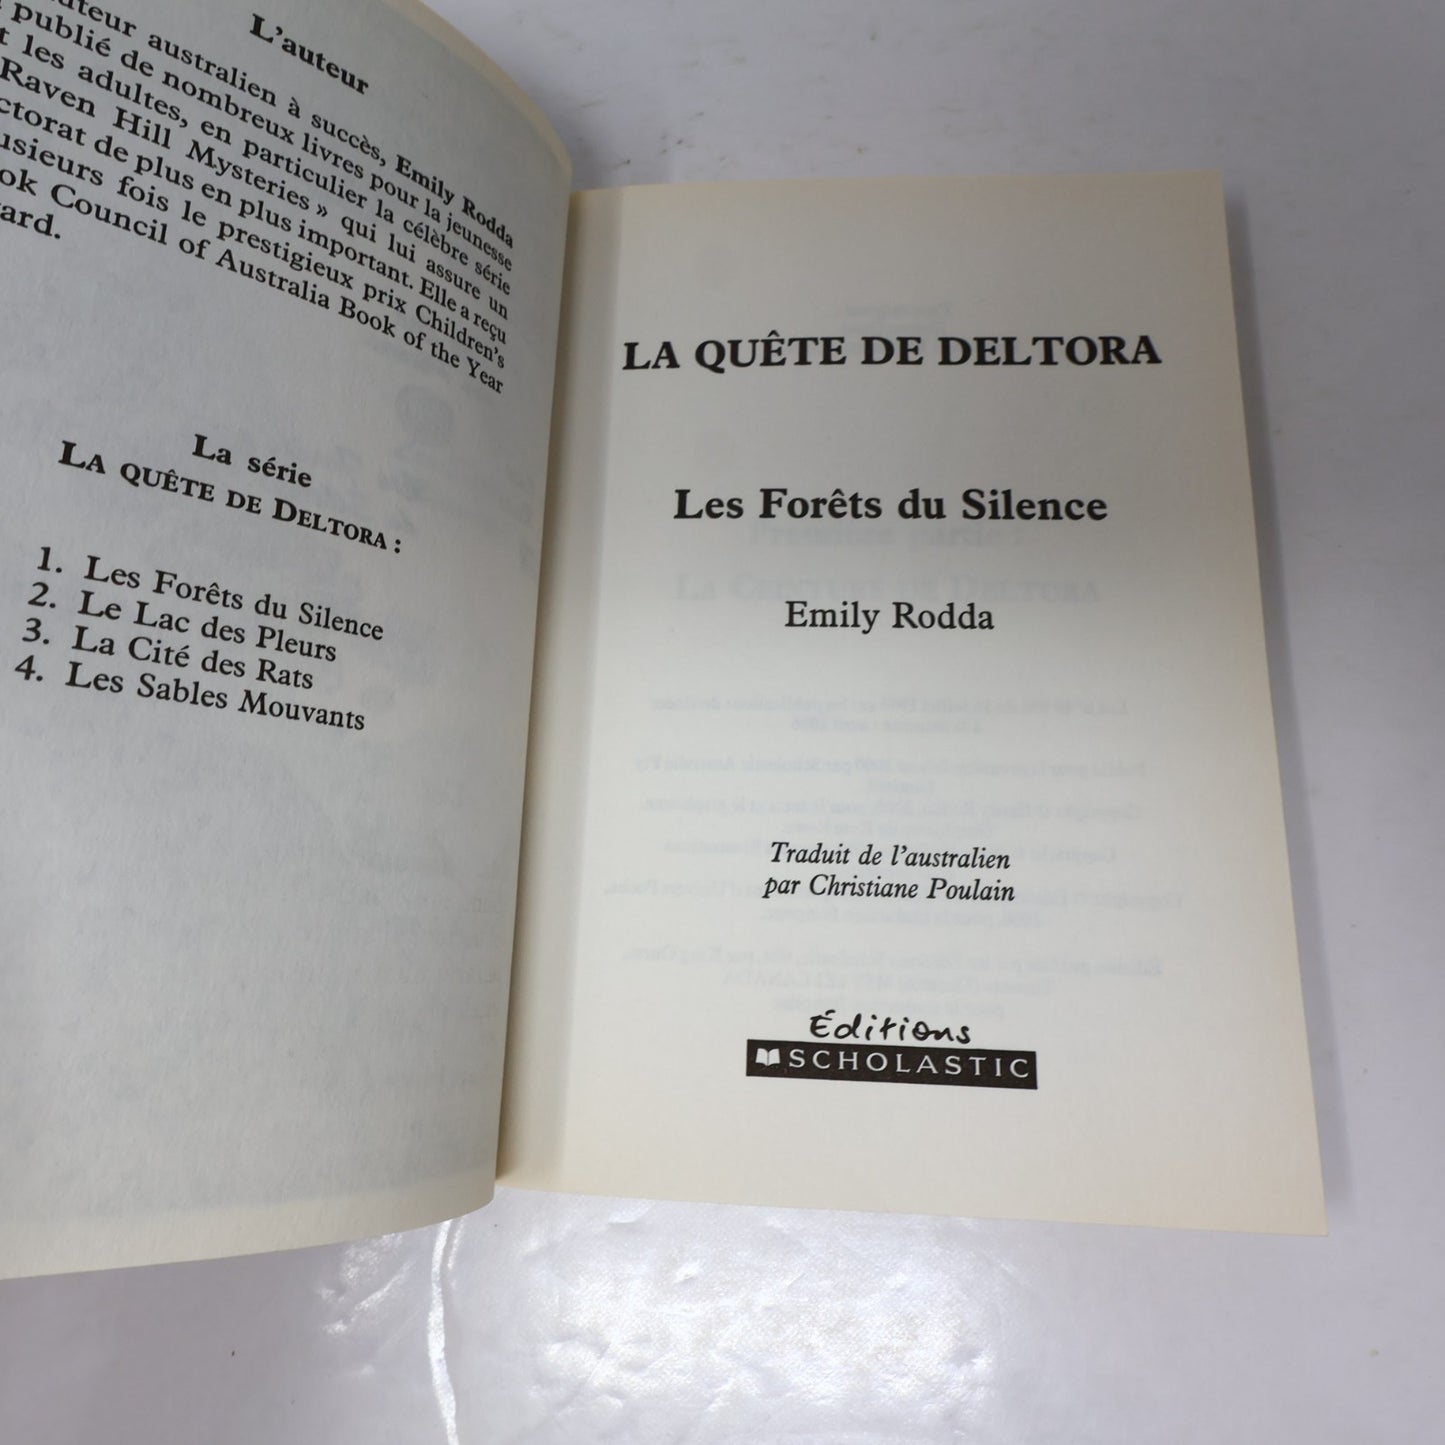 L'auteur
auteur australien à succès, Emily Rodda
publié de nombreux livres pour la jeunesse
t les adultes, en particulier la célèbre série
Raven Hill Mysteries » qui lui assure un
ctorat de plus en plus important. Elle a reçu
usieurs fois le prestigieux prix Children's
ok Council of Australia Book of the Year
ard.
La série
LA QUÊTE DE DELTORA :
1. Les Forêts du Silence
2. Le Lac des Pleurs
3. La Cité des Rats
4. Les Sables Mouvants
LA QUÊTE DE DELTORA
Les Forêts du Silence
Emily Rodda
Traduit de l'australien
par Christiane Poulain
Éditions
SCHOLASTIC